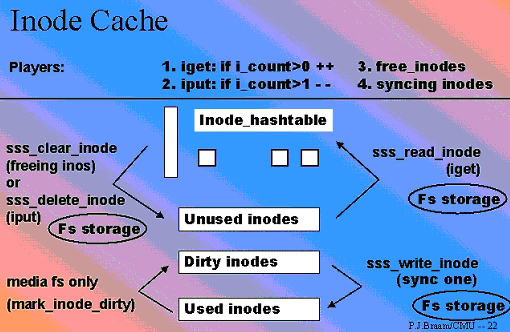 Inode Cache
Players:
1. iget: if i_count>0 ++
2. iput: if i_count>1 - -
3. free_inodes
4. syncing inodes
Inode_hashtable
sss_clear_inode
(freeing inos)
or
sss_delete_inode
(iput)
Fs storage
sss_read_inode
(iget)
Fs storage
Unused inodes
Dirty inodes
media fs only
(mark_inode_dirty)
Used inodes
sss_write_inode
(sync one)
Fs storage
P.J.Braam/CMU -- 22